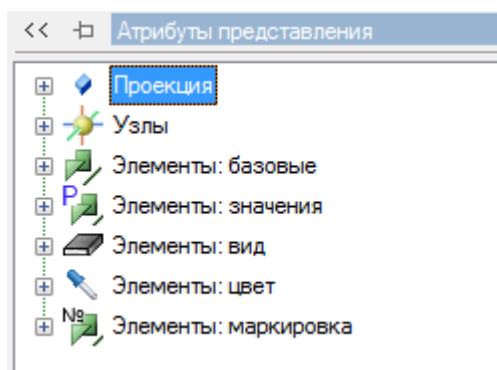 << Атрибуты представления
Проекция
Узлы
Элементы: базовые
P Элементы: значения
Элементы: вид
Элементы: цвет
№ Элементы: маркировка